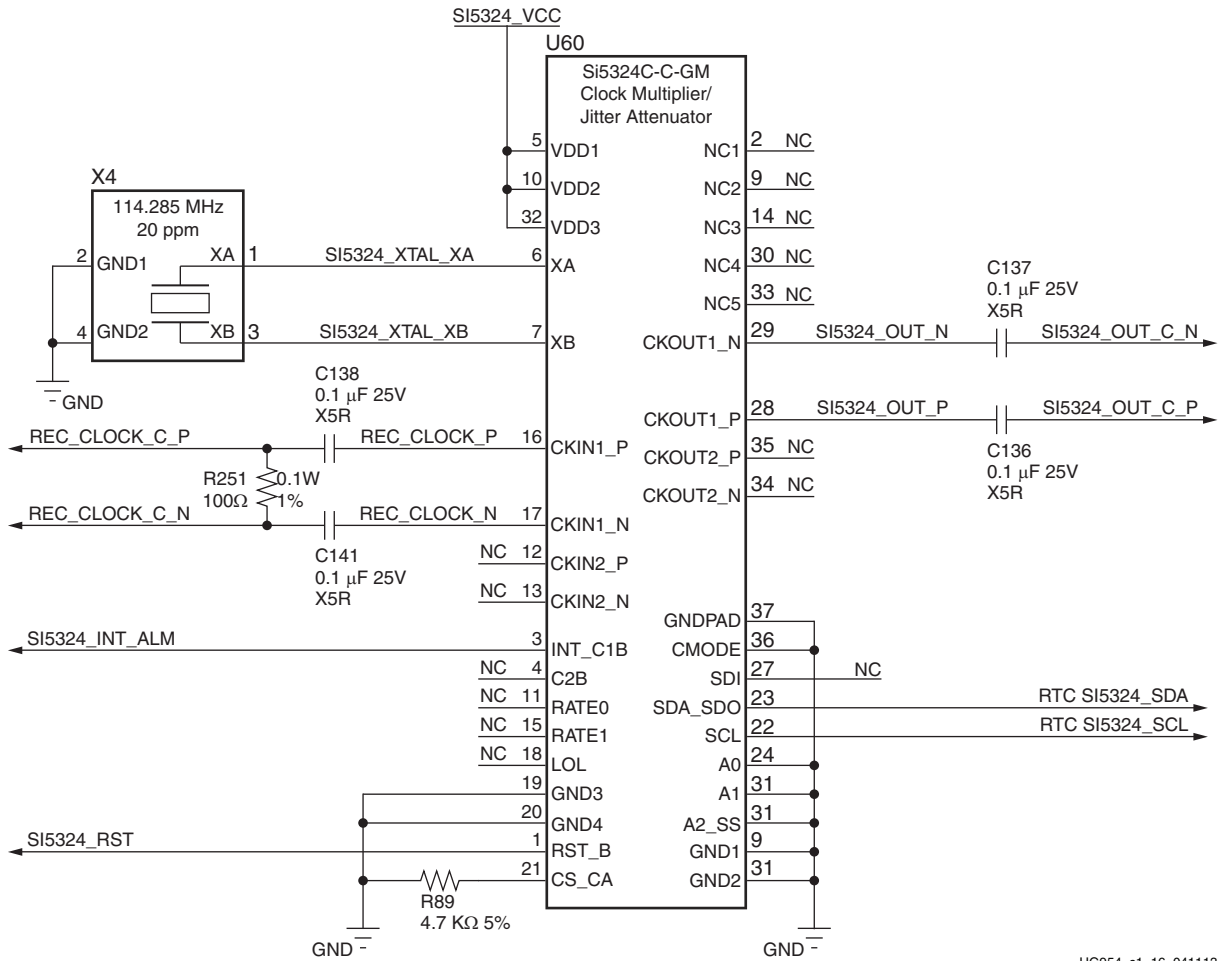 SI5324_VCC
U60
Si5324C-C-GM
Clock Multiplier/
Jitter Attenuator
5 VDD1
10 VDD2
32 VDD3
NC1 2 NC
NC2 9 NC
NC3 14 NC
NC4 30 NC
NC5 33 NC
X4
114.285 MHz
20 ppm
2 GND1
XA 1 SI5324_XTAL_XA 6 XA
4 GND2
XB 3 SI5324_XTAL_XB 7 XB
GND
C137
0.1 μF 25V
X5R
CKOUT1_N 29 SI5324_OUT_N SI5324_OUT_C_N
CKOUT1_P 28 SI5324_OUT_P SI5324_OUT_C_P
C136
0.1 μF 25V
X5R
CKOUT2_P 35 NC
CKOUT2_N 34 NC
C138
0.1 μF 25V
X5R
REC_CLOCK_C_P REC_CLOCK_P 16 CKIN1_P
R251 0.1W
100Ω 1%
REC_CLOCK_C_N REC_CLOCK_N 17 CKIN1_N
C141
0.1 μF 25V
X5R
NC 12 CKIN2_P
NC 13 CKIN2_N
SI5324_INT_ALM 3 INT_C1B
NC 4 C2B
NC 11 RATE0
NC 15 RATE1
NC 18 LOL
19 GND3
20 GND4
SI5324_RST 1 RST_B
21 CS_CA
R89
4.7 KΩ 5%
GND
GNDPAD 37
CMODE 36
SDI 27 NC
SDA_SDO 23 RTC SI5324_SDA
SCL 22 RTC SI5324_SCL
A0 24
A1 31
A2_SS 31
GND1 9
GND2 31
GND